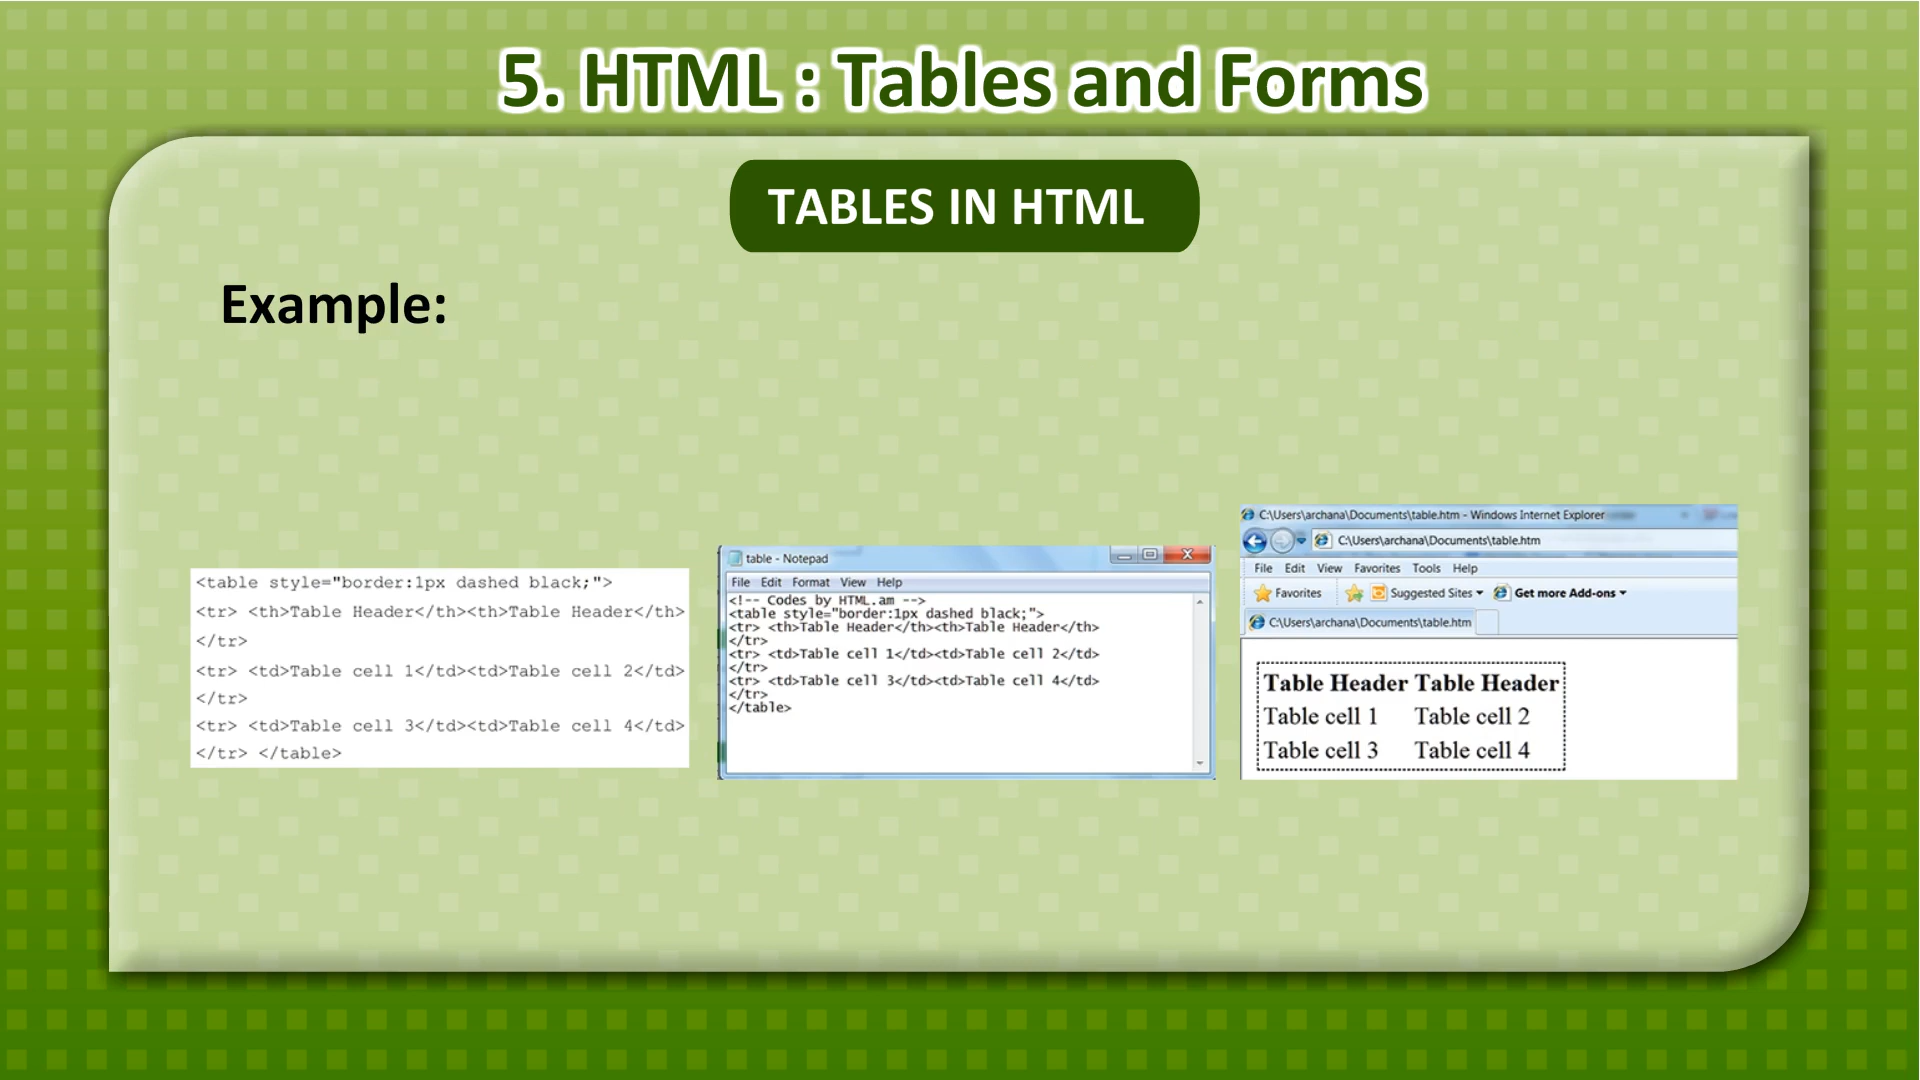 5. HTML : Tables and Forms
TABLES IN HTML
Example:
<table style="border:1px dashed black;">
<tr> <th>Table Header</th><th>Table Header</th>
</tr>
<tr> <td>Table cell 1</td><td>Table cell 2</td>
</tr>
<tr> <td>Table cell 3</td><td>Table cell 4</td>
</tr> </table>
table - Notepad
File Edit Format View Help
<!-- Codes by HTML.am -->
<table style="border:1px dashed black;">
<tr> <th>Table Header</th><th>Table Header</th>
</tr>
<tr> <td>Table cell 1</td><td>Table cell 2</td>
</tr>
<tr> <td>Table cell 3</td><td>Table cell 4</td>
</tr>
</table>
C:\Users\archana\Documents\table.htm - Windows Internet Explorer
C:\Users\archana\Documents\table.htm
File Edit View Favorites Tools Help
Favorites Suggested Sites Get more Add-ons
C:\Users\archana\Documents\table.htm
Table Header Table Header
Table cell 1 Table cell 2
Table cell 3 Table cell 4